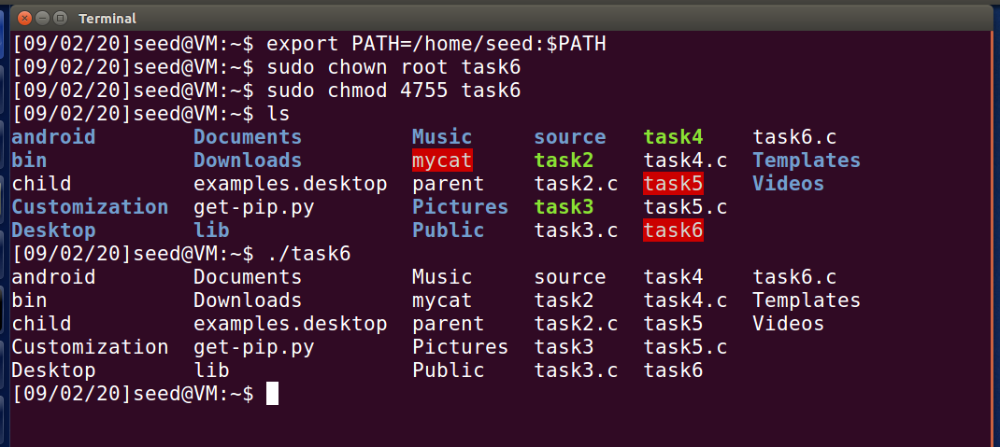 Terminal
[09/02/20]seed@VM:~$ export PATH=/home/seed:$PATH
[09/02/20]seed@VM:~$ sudo chown root task6
[09/02/20]seed@VM:~$ sudo chmod 4755 task6
[09/02/20]seed@VM:~$ ls
android        Documents         Music     source   task4    task6.c
bin            Downloads         mycat     task2    task4.c  Templates
child          examples.desktop  parent    task2.c  task5    Videos
Customization  get-pip.py        Pictures  task3    task5.c
Desktop        lib               Public    task3.c  task6
[09/02/20]seed@VM:~$ ./task6
android        Documents         Music     source   task4    task6.c
bin            Downloads         mycat     task2    task4.c  Templates
child          examples.desktop  parent    task2.c  task5    Videos
Customization  get-pip.py        Pictures  task3    task5.c
Desktop        lib               Public    task3.c  task6
[09/02/20]seed@VM:~$